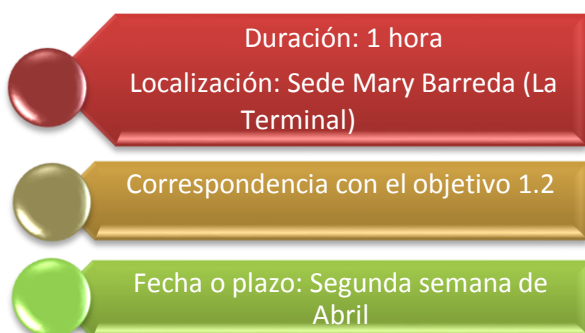 Duración: 1 hora
Localización: Sede Mary Barreda (La
Terminal)
Correspondencia con el objetivo 1.2
Fecha o plazo: Segunda semana de
Abril